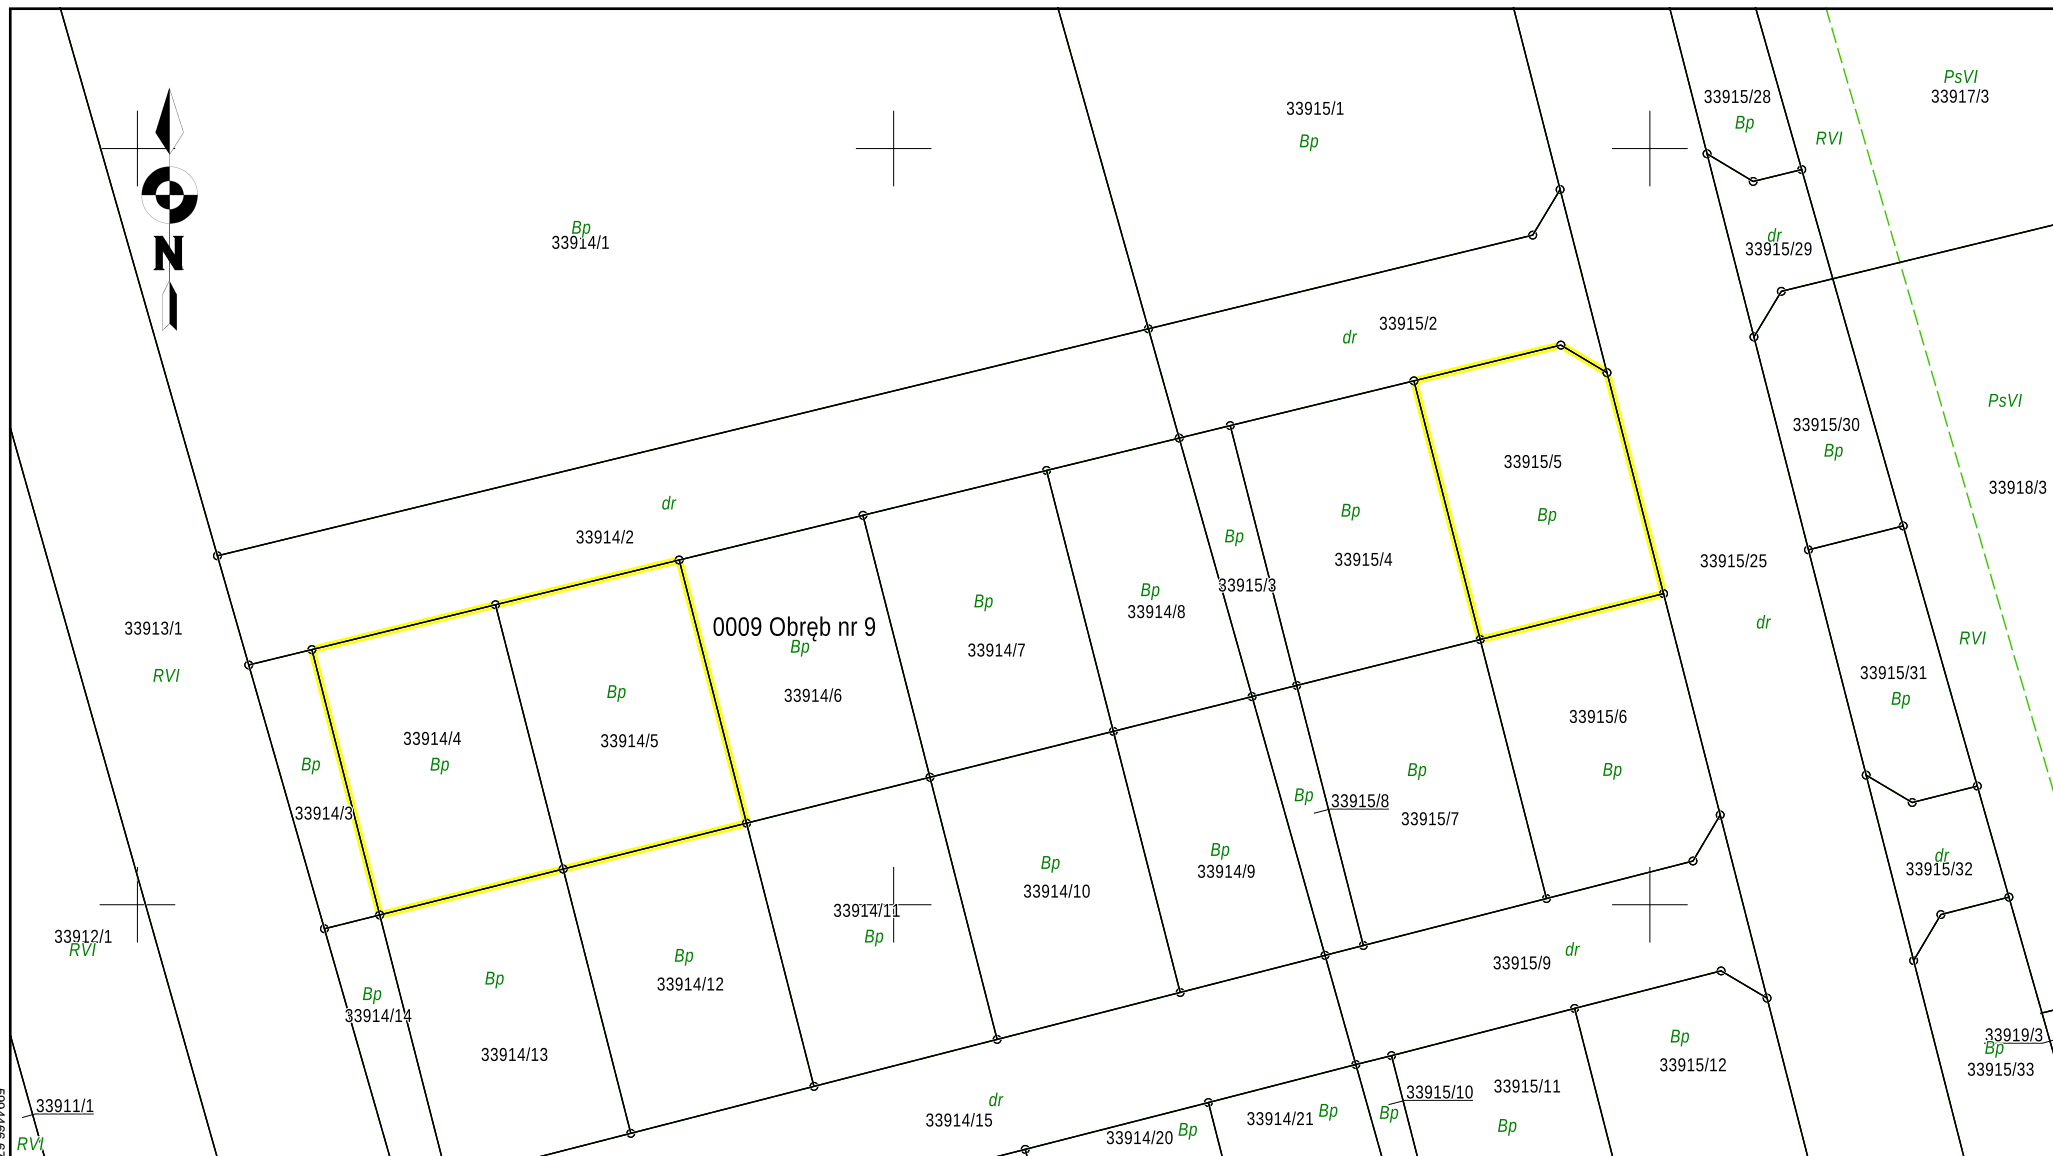 PsVI
33917/3
33915/28
Bp
33915/1
Bp
RVI
Bp
33914/1
N
dr
33915/29
33915/2
dr
PsVI
33915/30
Bp
33915/5
Bp
33918/3
dr
33914/2
Bp
33915/4
Bp
33915/3
33915/25
dr
Bp
33914/8
Bp
33914/7
0009 Obręb nr 9
Bp
33914/6
33913/1
RVI
RVI
Bp
33914/5
33914/4
Bp
33915/31
Bp
33915/6
Bp
Bp
33914/3
Bp
33915/8
Bp
33915/7
dr
33915/32
Bp
33914/9
Bp
33914/10
33914/11
Bp
33912/1
RVI
Bp
33914/12
Bp
33914/13
Bp
33914/14
33915/9
dr
Bp
33915/12
33919/3
Bp
33915/33
33915/10
Bp
33915/11
Bp
33911/1
RVI
dr
33914/15
33914/20
Bp
33914/21
Bp